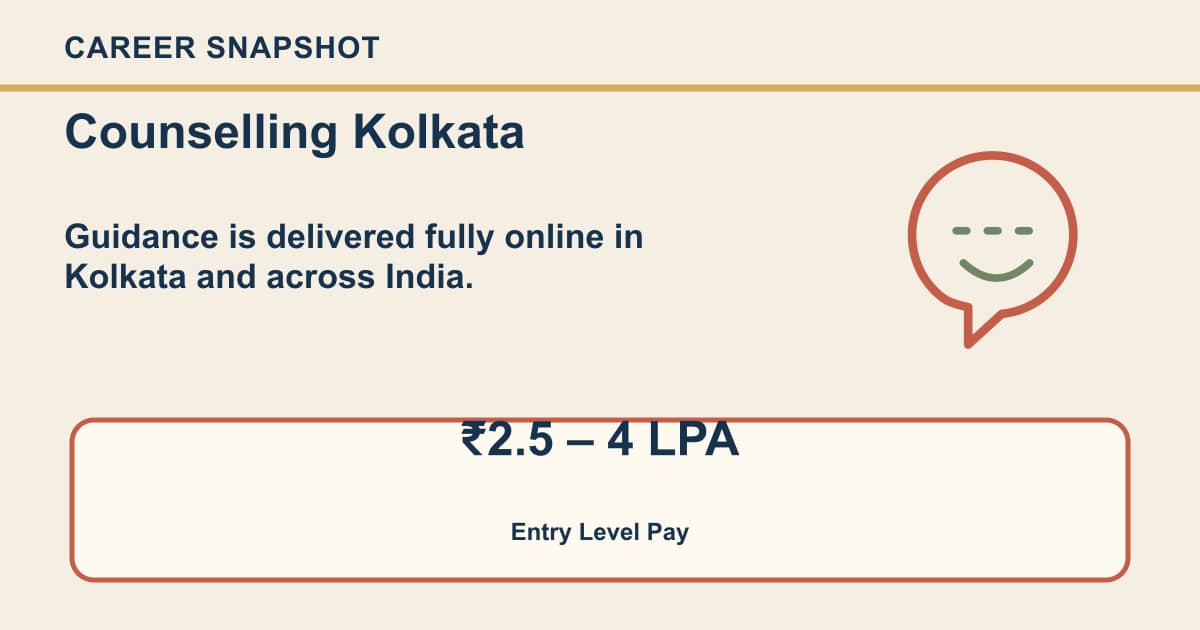 CAREER SNAPSHOT
Counselling Kolkata
Guidance is delivered fully online in
Kolkata and across India.
₹2.5 – 4 LPA
Entry Level Pay